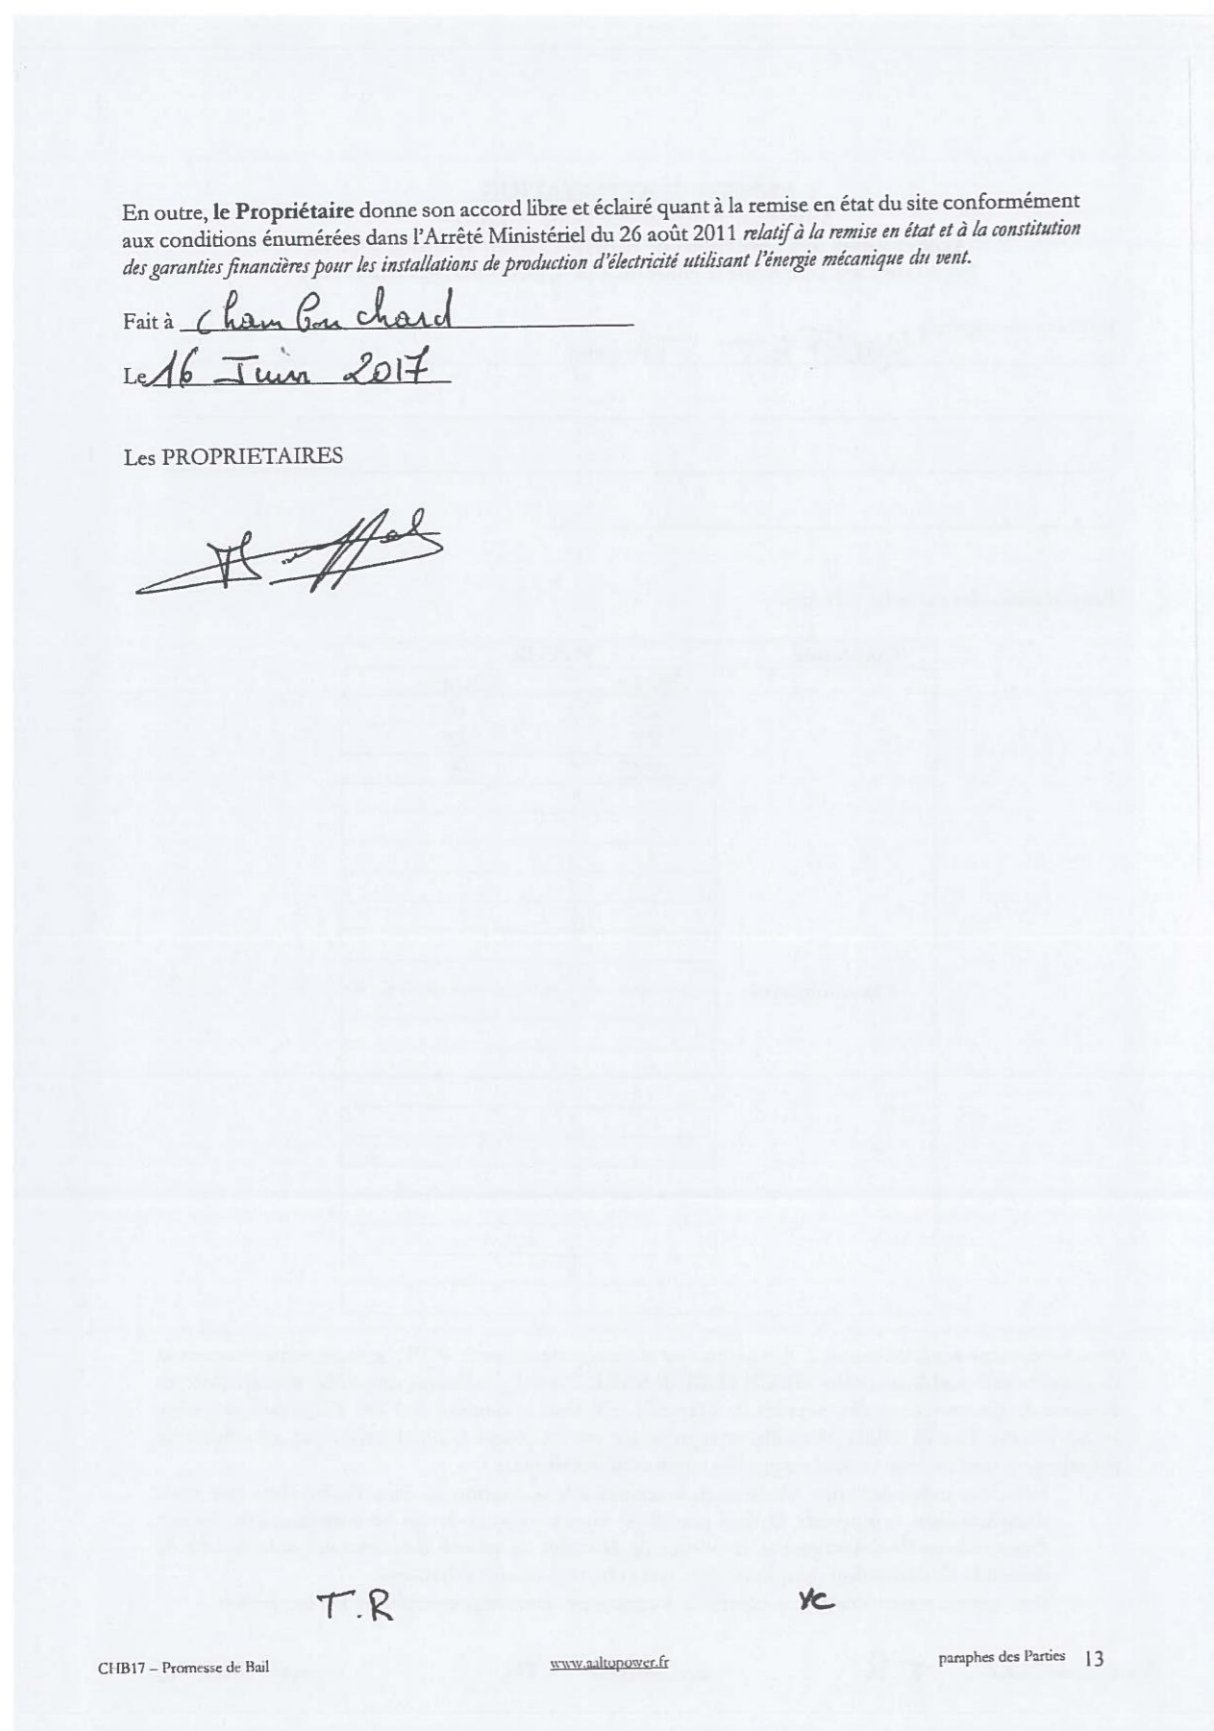 En outre, le Propriétaire donne son accord libre et éclairé quant à la remise en état du site conformément
aux conditions énumérées dans l'Arrêté Ministériel du 26 août 2011 relatif à la remise en état et à la constitution
des garanties financières pour les installations de production d'électricité utilisant l'énergie mécanique du vent.
Fait à Chambonchard
Le 16 Juin 2017
Les PROPRIETAIRES
T.R
YC
CHB17 – Promesse de Bail
www.aaltopower.fr
paraphes des Parties 13